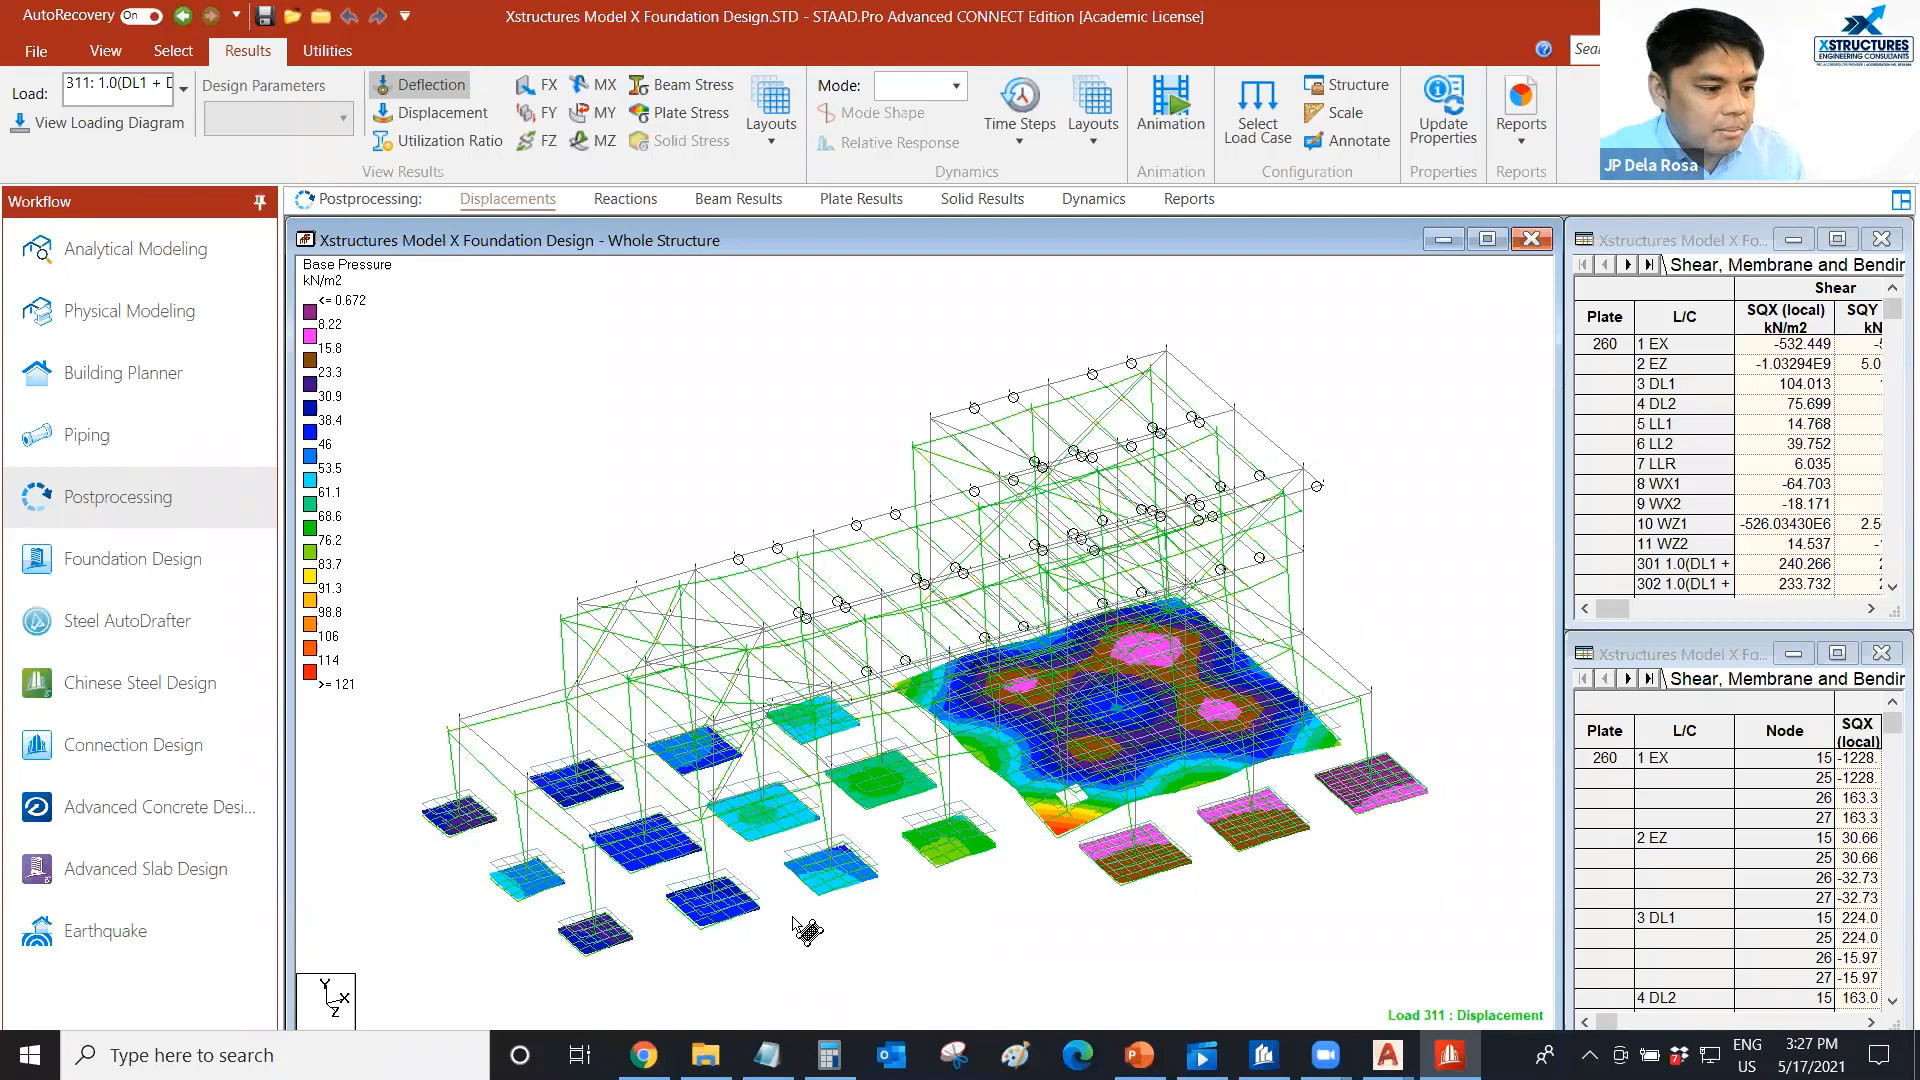 AutoRecovery On
Xstructures Model X Foundation Design.STD - STAAD.Pro Advanced CONNECT Edition [Academic License]
File View Select Results Utilities
Sea
Load: 311: 1.0(DL1 + D
View Loading Diagram
Design Parameters
Deflection
Displacement
Utilization Ratio
FX
FY
FZ
MX
MY
MZ
Beam Stress
Plate Stress
Solid Stress
Layouts
View Results
Mode:
Mode Shape
Relative Response
Time Steps
Layouts
Dynamics
Animation
Animation
Select
Load Case
Structure
Scale
Annotate
Configuration
Update
Properties
Properties
Reports
Reports
JP Dela Rosa
XSTRUCTURES
ENGINEERING CONSULTANTS
Workflow
Analytical Modeling
Physical Modeling
Building Planner
Piping
Postprocessing
Foundation Design
Steel AutoDrafter
Chinese Steel Design
Connection Design
Advanced Concrete Desi...
Advanced Slab Design
Earthquake
Postprocessing: Displacements Reactions Beam Results Plate Results Solid Results Dynamics Reports
Xstructures Model X Foundation Design - Whole Structure
Base Pressure
kN/m2
<= 0.672
8.22
15.8
23.3
30.9
38.4
46
53.5
61.1
68.6
76.2
83.7
91.3
98.8
106
114
>= 121
Y
X
Z
Load 311 : Displacement
Xstructures Model X Fo...
Shear, Membrane and Bendin
Shear
Plate L/C SQX (local) SQY
kN/m2 kN
260 1 EX -532.449
2 EZ -1.03294E9 5.0
3 DL1 104.013
4 DL2 75.699
5 LL1 14.768
6 LL2 39.752
7 LLR 6.035
8 WX1 -64.703
9 WX2 -18.171
10 WZ1 -526.03430E6 2.5
11 WZ2 14.537
301 1.0(DL1 + 240.266
302 1.0(DL1 + 233.732
Xstructures Model X Fo...
Shear, Membrane and Bendin
Plate L/C Node SQX
(local)
260 1 EX 15 -1228.
25 -1228.
26 163.3
27 163.3
2 EZ 15 30.66
25 30.66
26 -32.73
27 -32.73
3 DL1 15 224.0
25 224.0
26 -15.97
27 -15.97
4 DL2 15 163.0
Type here to search
ENG
US
3:27 PM
5/17/2021